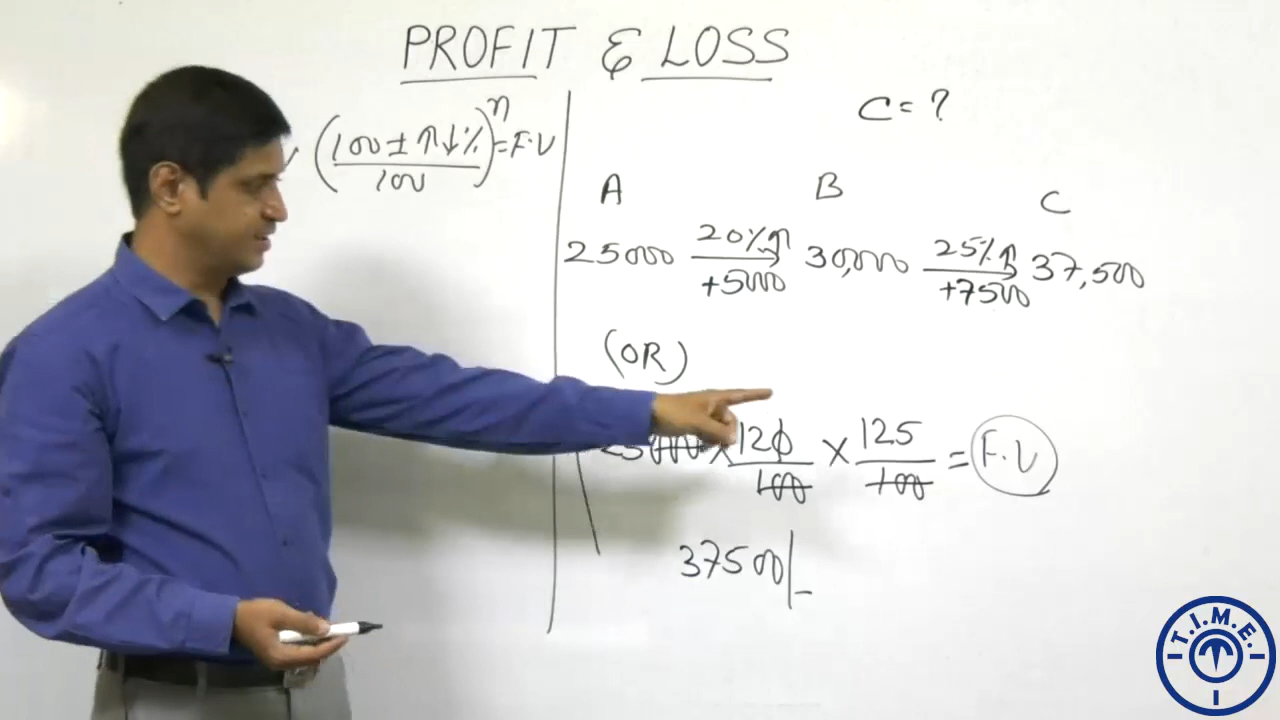 PROFIT & LOSS
(100 ± ↑↓% / 100)ⁿ = F.V
C = ?
A B C
25000 20%↑ +5000 30,000 25%↑ +7500 37,500
(OR)
25000 × 120/100 × 125/100 = F.V
37500/-
T.I.M.E.